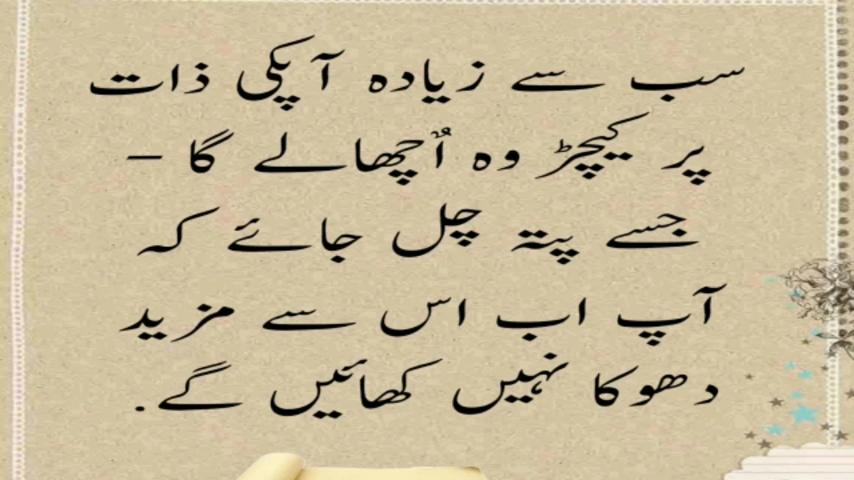 سب سے زیادہ آپکی ذات
پر کیچڑ وہ اُچھالے گا –
جسے پتہ چل جائے کہ
آپ اب اس سے مزید
دھوکا نہیں کھائیں گے.